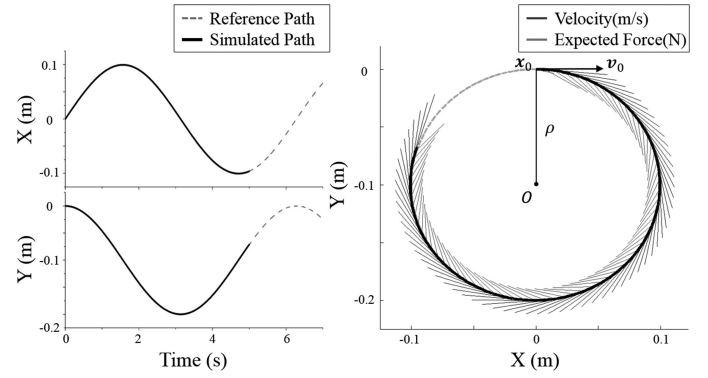 Reference Path
Simulated Path
X (m)
0.1
0
-0.1
Y (m)
0
-0.1
-0.2
0
2
4
6
Time (s)
Velocity(m/s)
Expected Force(N)
x₀
v₀
ρ
O
Y (m)
0
-0.1
-0.2
-0.1
0
0.1
X (m)